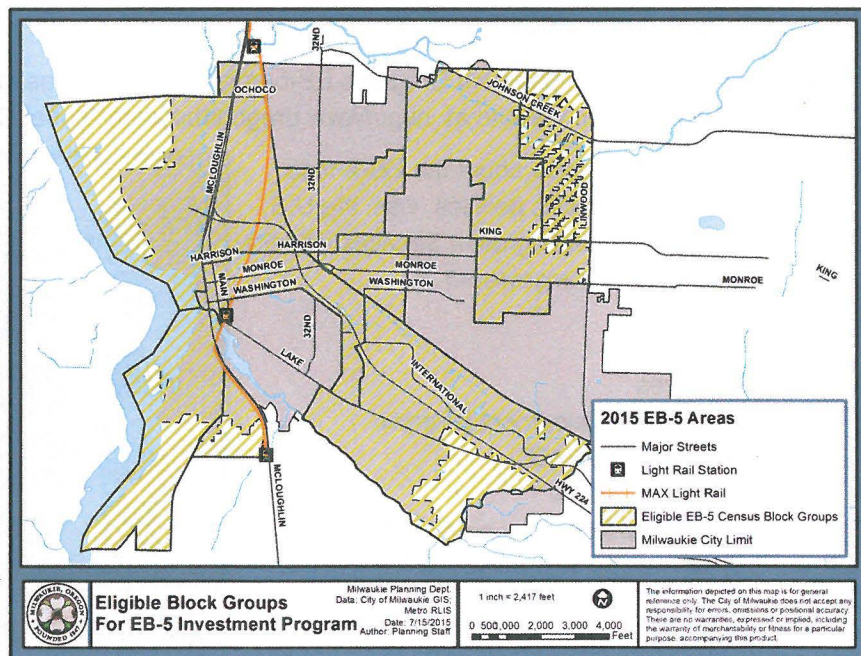 32ND
OCHOCO
JOHNSON CREEK
MCLOUGHLIN
32ND
LINWOOD
KING
HARRISON
HARRISON
MONROE
MONROE
MONROE
KING
MAIN
WASHINGTON
WASHINGTON
32ND
LAKE
INTERNATIONAL
HWY 224
MCLOUGHLIN
2015 EB-5 Areas
Major Streets
Light Rail Station
MAX Light Rail
Eligible EB-5 Census Block Groups
Milwaukie City Limit
MILWAUKIE, OREGON
FOUNDED 1847
Eligible Block Groups
For EB-5 Investment Program
Milwaukie Planning Dept.
Data: City of Milwaukie GIS;
Metro RLIS
Date: 7/15/2015
Author: Planning Staff
1 inch = 2,417 feet
0 500 1,000 2,000 3,000 4,000
Feet
The information depicted on this map is for general
reference only. The City of Milwaukie does not accept any
responsibility for errors, omissions or positional accuracy.
There are no warranties, expressed or implied, including
the warranty of merchantability or fitness for a particular
purpose, accompanying this product.